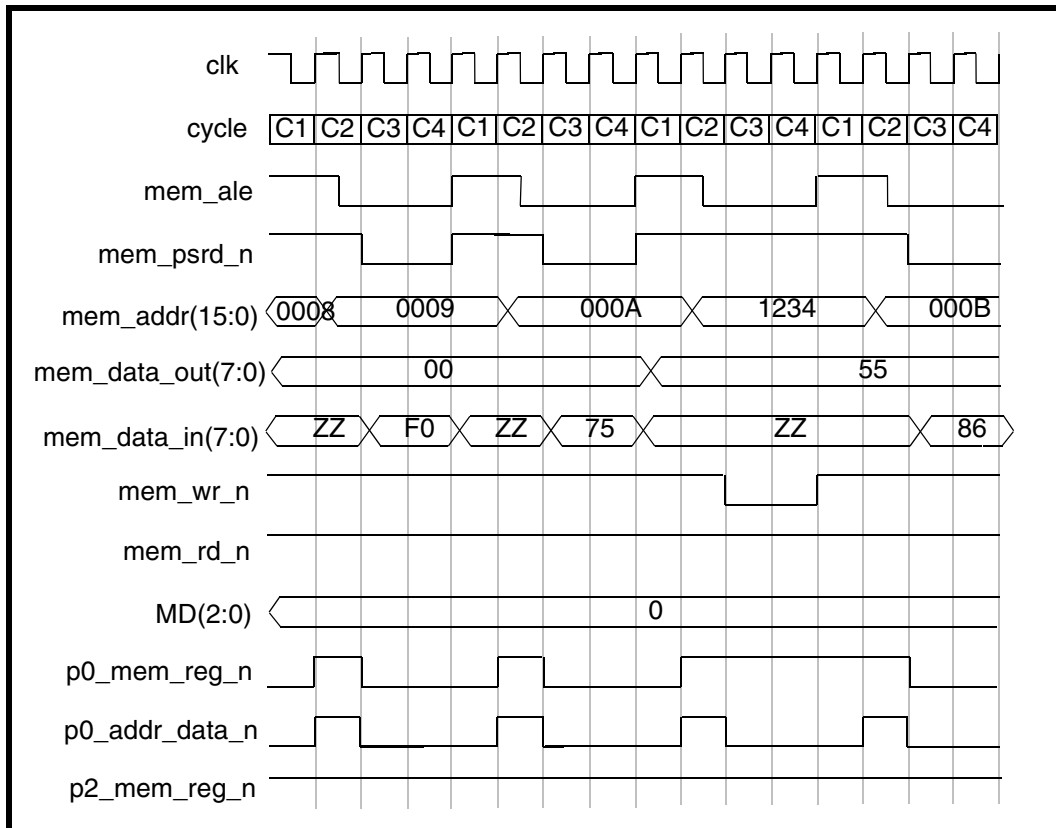 clk
cycle C1 C2 C3 C4 C1 C2 C3 C4 C1 C2 C3 C4 C1 C2 C3 C4
mem_ale
mem_psrd_n
mem_addr(15:0) 0008 0009 000A 1234 000B
mem_data_out(7:0) 00 55
mem_data_in(7:0) ZZ F0 ZZ 75 ZZ 86
mem_wr_n
mem_rd_n
MD(2:0) 0
p0_mem_reg_n
p0_addr_data_n
p2_mem_reg_n